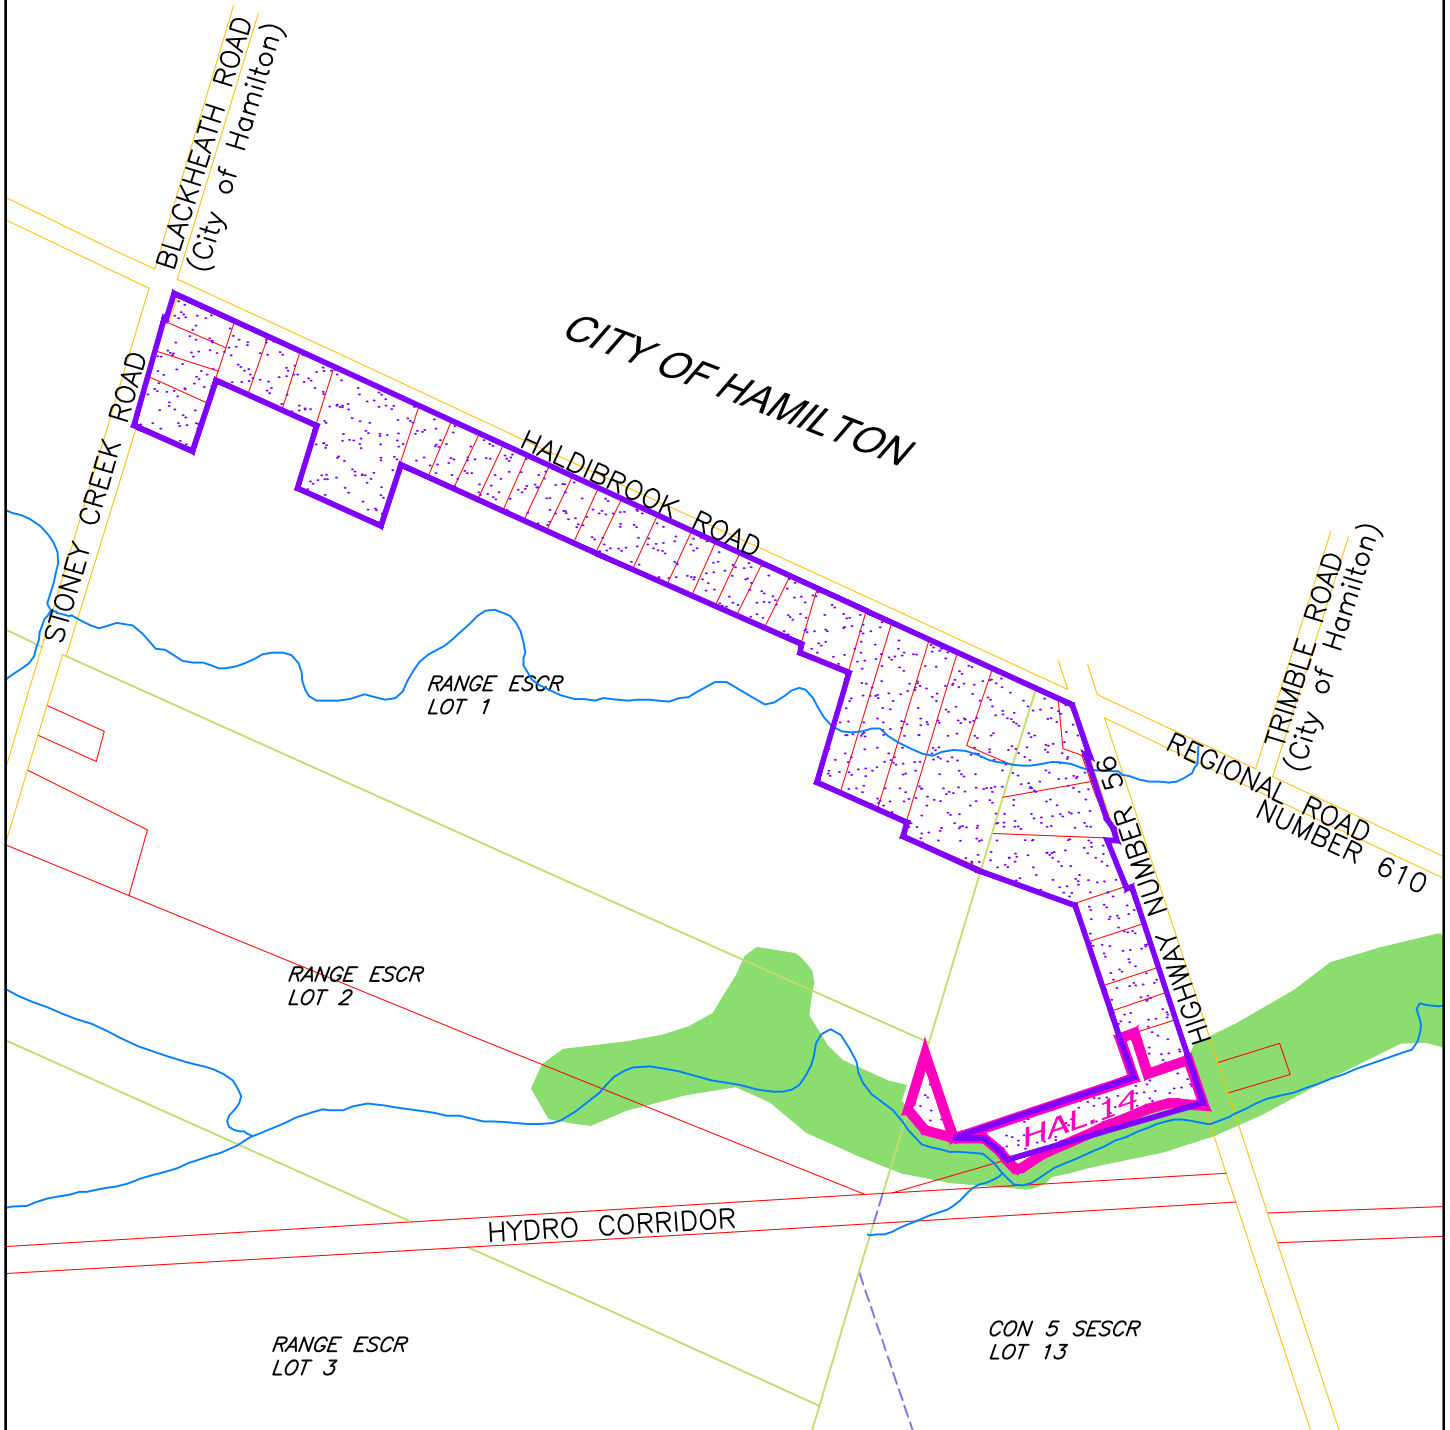 BLACKHEATH ROAD
(City of Hamilton)
CITY OF HAMILTON
STONEY CREEK ROAD
HALDIBROOK ROAD
TRIMBLE ROAD
(City of Hamilton)
RANGE ESCR
LOT 1
REGIONAL ROAD
NUMBER 610
HIGHWAY NUMBER 56
RANGE ESCR
LOT 2
HAL.14
HYDRO CORRIDOR
RANGE ESCR
LOT 3
CON 5 SESCR
LOT 13